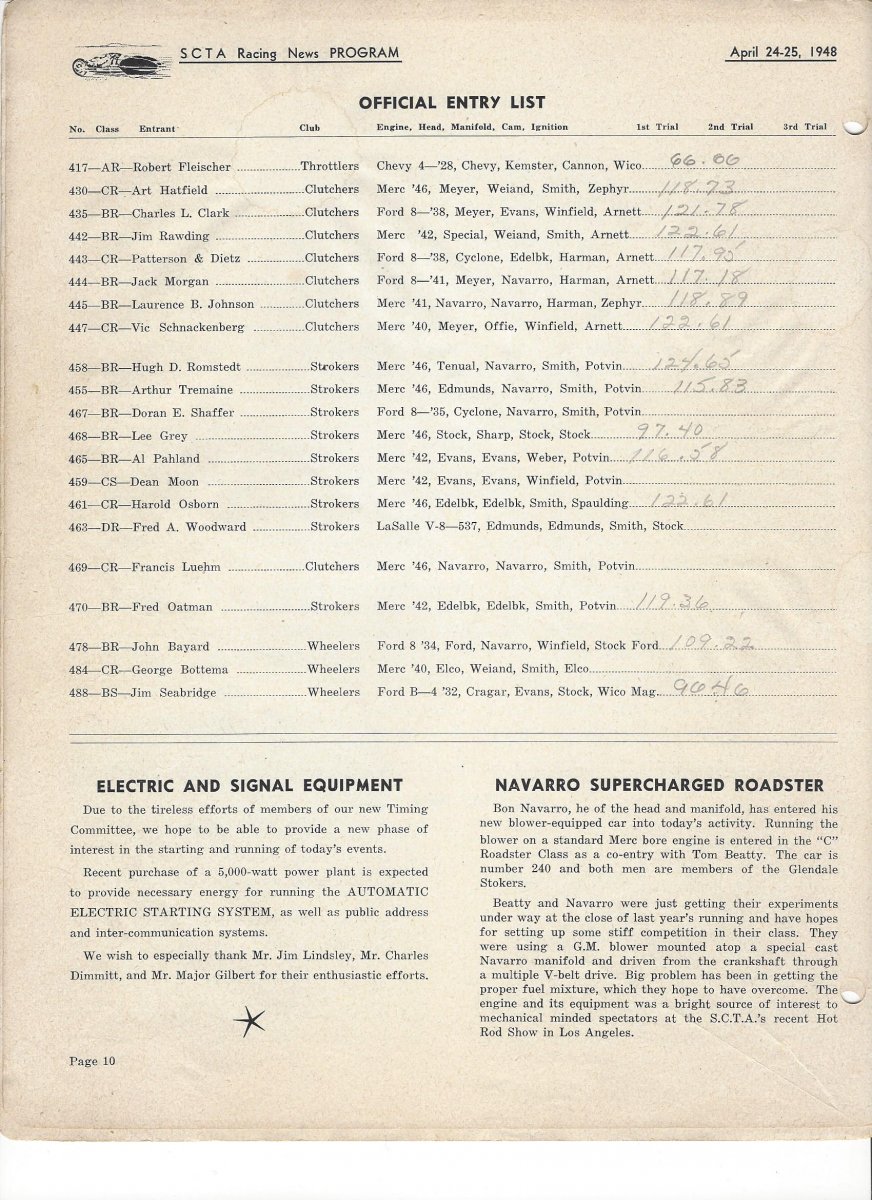 SCTA Racing News PROGRAM April 24-25, 1948
OFFICIAL ENTRY LIST
No. Class Entrant Club Engine, Head, Manifold, Cam, Ignition 1st Trial 2nd Trial 3rd Trial
417—AR—Robert Fleischer Throttlers Chevy 4—'28, Chevy, Kemster, Cannon, Wico 66.06
430—CR—Art Hatfield Clutchers Merc '46, Meyer, Weiand, Smith, Zephyr 118.73
435—BR—Charles L. Clark Clutchers Ford 8—'38, Meyer, Evans, Winfield, Arnett 121.78
442—BR—Jim Rawding Clutchers Merc '42, Special, Weiand, Smith, Arnett 122.61
443—CR—Patterson & Dietz Clutchers Ford 8—'38, Cyclone, Edelbk, Harman, Arnett 117.95
444—BR—Jack Morgan Clutchers Ford 8—'41, Meyer, Navarro, Harman, Arnett 117.18
445—BR—Laurence B. Johnson Clutchers Merc '41, Navarro, Navarro, Harman, Zephyr 118.89
447—CR—Vic Schnackenberg Clutchers Merc '40, Meyer, Offie, Winfield, Arnett 122.61
458—BR—Hugh D. Romstedt Strokers Merc '46, Tenual, Navarro, Smith, Potvin 124.65
455—BR—Arthur Tremaine Strokers Merc '46, Edmunds, Navarro, Smith, Potvin 115.83
467—BR—Doran E. Shaffer Strokers Ford 8—'35, Cyclone, Navarro, Smith, Potvin
468—BR—Lee Grey Strokers Merc '46, Stock, Sharp, Stock, Stock 97.40
465—BR—Al Pahland Strokers Merc '42, Evans, Evans, Weber, Potvin 116.58
459—CS—Dean Moon Strokers Merc '42, Evans, Evans, Winfield, Potvin
461—CR—Harold Osborn Strokers Merc '46, Edelbk, Edelbk, Smith, Spaulding 122.61
463—DR—Fred A. Woodward Strokers LaSalle V-8—537, Edmunds, Edmunds, Smith, Stock
469—CR—Francis Luehm Clutchers Merc '46, Navarro, Navarro, Smith, Potvin
470—BR—Fred Oatman Strokers Merc '42, Edelbk, Edelbk, Smith, Potvin 119.36
478—BR—John Bayard Wheelers Ford 8 '34, Ford, Navarro, Winfield, Stock Ford 109.22
484—CR—George Bottema Wheelers Merc '40, Elco, Weiand, Smith, Elco
488—BS—Jim Seabridge Wheelers Ford B—4 '32, Cragar, Evans, Stock, Wico Mag.
ELECTRIC AND SIGNAL EQUIPMENT
Due to the tireless efforts of members of our new Timing
Committee, we hope to be able to provide a new phase of
interest in the starting and running of today's events.
Recent purchase of a 5,000-watt power plant is expected
to provide necessary energy for running the AUTOMATIC
ELECTRIC STARTING SYSTEM, as well as public address
and inter-communication systems.
We wish to especially thank Mr. Jim Lindsley, Mr. Charles
Dimmitt, and Mr. Major Gilbert for their enthusiastic efforts.
NAVARRO SUPERCHARGED ROADSTER
Bon Navarro, he of the head and manifold, has entered his
new blower-equipped car into today's activity. Running the
blower on a standard Merc bore engine is entered in the "C"
Roadster Class as a co-entry with Tom Beatty. The car is
number 240 and both men are members of the Glendale
Stokers.
Beatty and Navarro were just getting their experiments
under way at the close of last year's running and have hopes
for setting up some stiff competition in their class. They
were using a G.M. blower mounted atop a special cast
Navarro manifold and driven from the crankshaft through
a multiple V-belt drive. Big problem has been in getting the
proper fuel mixture, which they hope to have overcome. The
engine and its equipment was a bright source of interest to
mechanical minded spectators at the S.C.T.A.'s recent Hot
Rod Show in Los Angeles.
Page 10